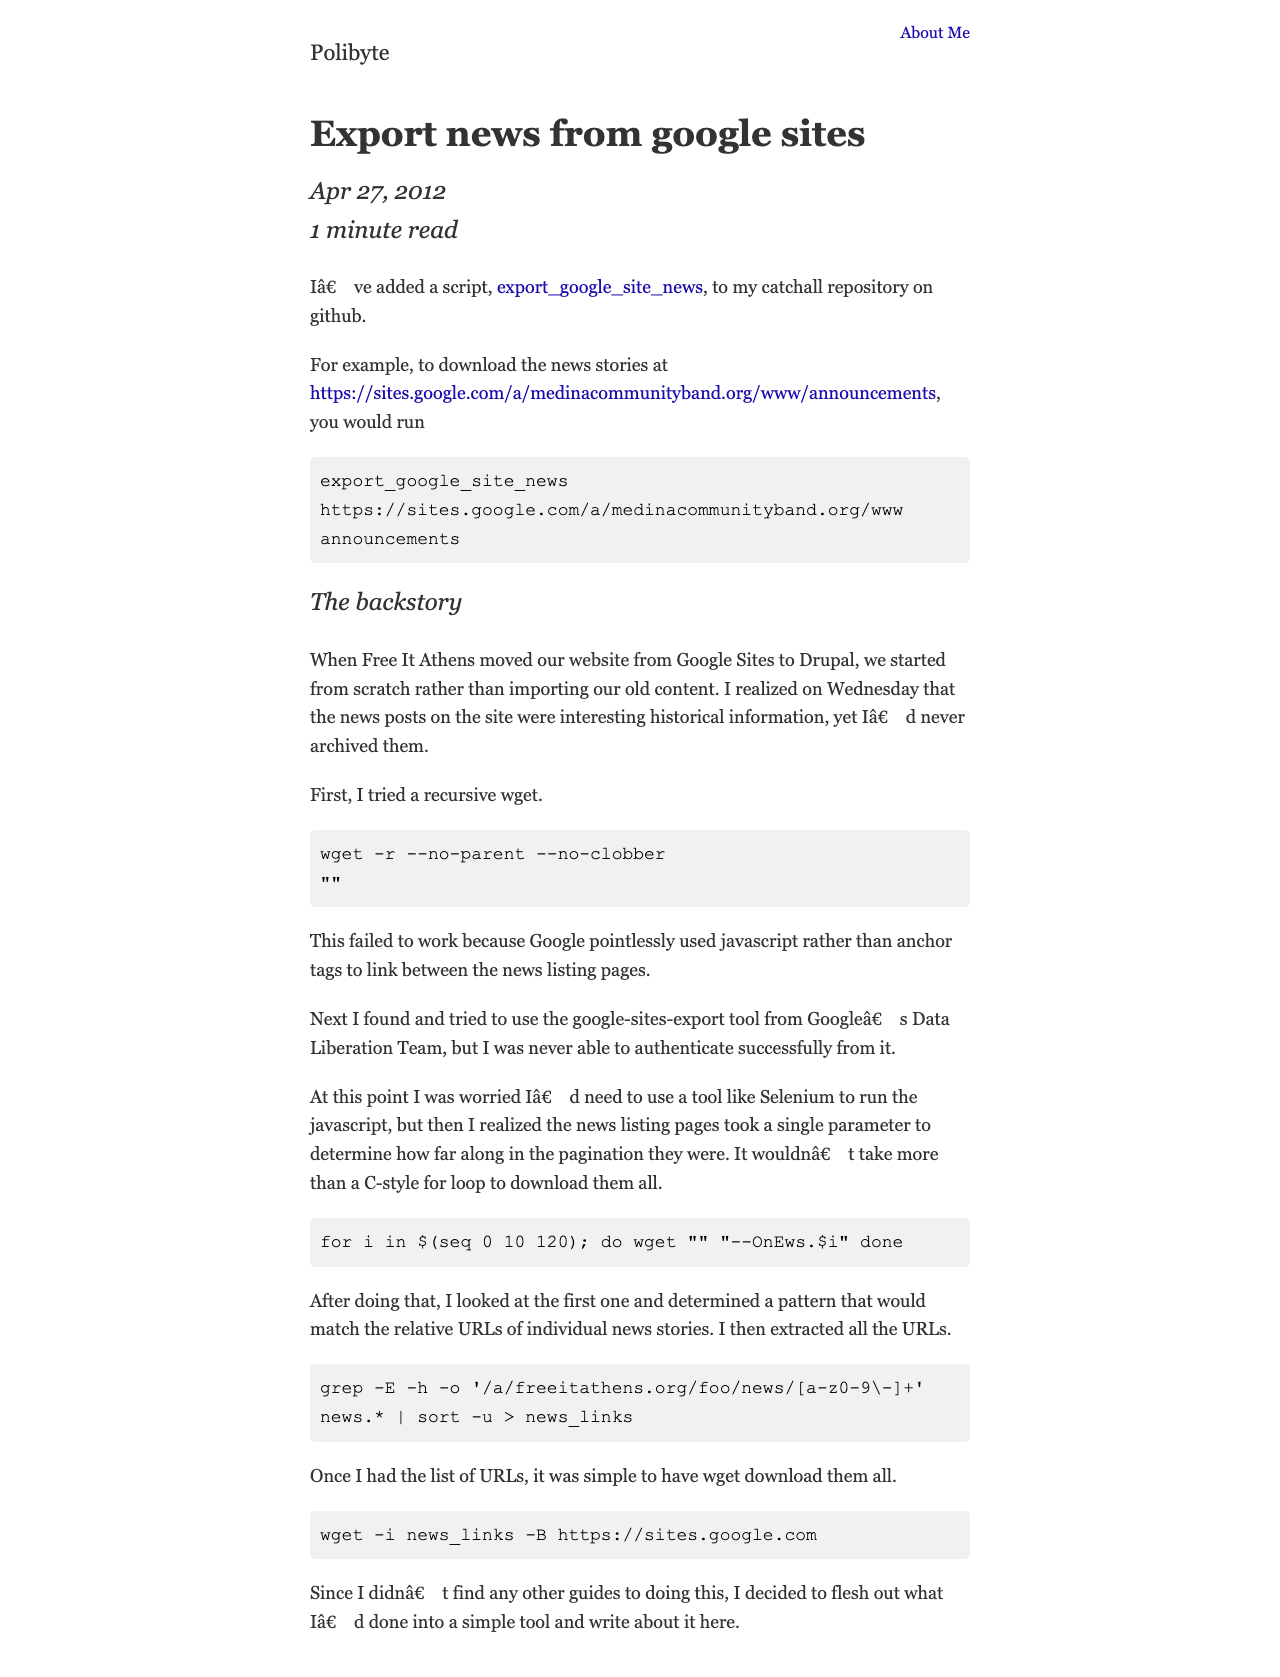 About Me
Polibyte
Export news from google sites
Apr 27, 2012
1 minute read
Iâ€ ve added a script, export_google_site_news, to my catchall repository on
github.
For example, to download the news stories at
https://sites.google.com/a/medinacommunityband.org/www/announcements,
you would run
export_google_site_news
https://sites.google.com/a/medinacommunityband.org/www
announcements
The backstory
When Free It Athens moved our website from Google Sites to Drupal, we started
from scratch rather than importing our old content. I realized on Wednesday that
the news posts on the site were interesting historical information, yet Iâ€ d never
archived them.
First, I tried a recursive wget.
wget -r --no-parent --no-clobber
""
This failed to work because Google pointlessly used javascript rather than anchor
tags to link between the news listing pages.
Next I found and tried to use the google-sites-export tool from Googleâ€ s Data
Liberation Team, but I was never able to authenticate successfully from it.
At this point I was worried Iâ€ d need to use a tool like Selenium to run the
javascript, but then I realized the news listing pages took a single parameter to
determine how far along in the pagination they were. It wouldnâ€ t take more
than a C-style for loop to download them all.
for i in $(seq 0 10 120); do wget "" "--OnEws.$i" done
After doing that, I looked at the first one and determined a pattern that would
match the relative URLs of individual news stories. I then extracted all the URLs.
grep -E -h -o '/a/freeitathens.org/foo/news/[a-z0-9\-]+'
news.* | sort -u > news_links
Once I had the list of URLs, it was simple to have wget download them all.
wget -i news_links -B https://sites.google.com
Since I didnâ€ t find any other guides to doing this, I decided to flesh out what
Iâ€ d done into a simple tool and write about it here.